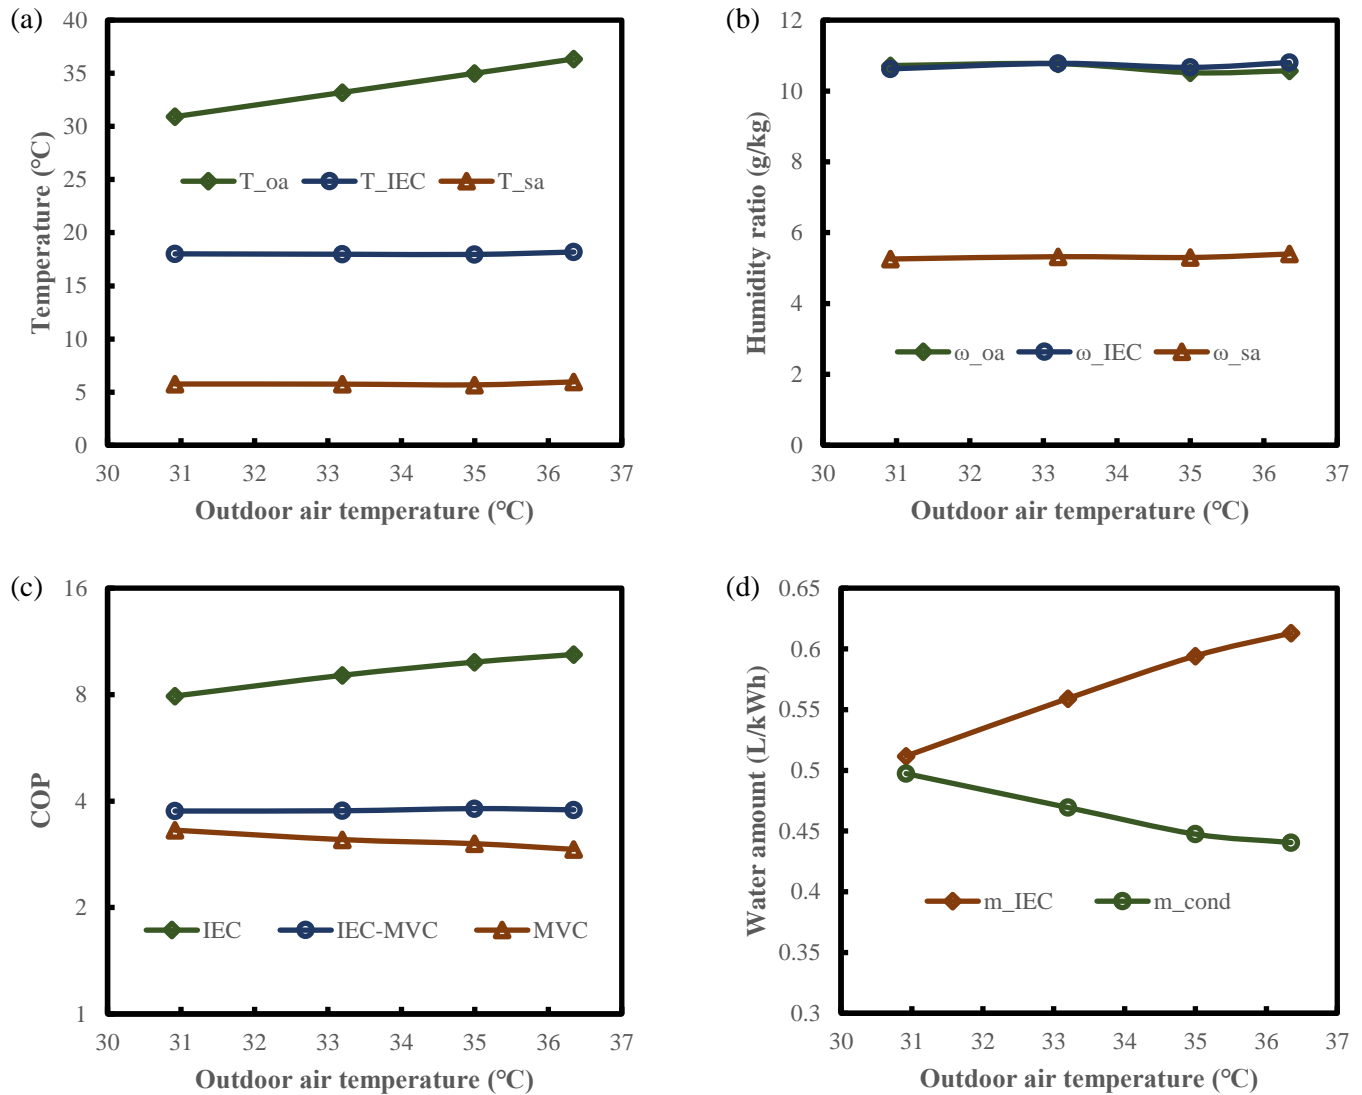 (a)
40
35
30
25
20
15
10
5
0
Temperature (°C)
T_oa T_IEC T_sa
30 31 32 33 34 35 36 37
Outdoor air temperature (°C)
(b)
12
10
8
6
4
2
0
Humidity ratio (g/kg)
ω_oa ω_IEC ω_sa
30 31 32 33 34 35 36 37
Outdoor air temperature (°C)
(c)
16
8
4
2
1
COP
IEC IEC-MVC MVC
30 31 32 33 34 35 36 37
Outdoor air temperature (°C)
(d)
0.65
0.6
0.55
0.5
0.45
0.4
0.35
0.3
Water amount (L/kWh)
m_IEC m_cond
30 31 32 33 34 35 36 37
Outdoor air temperature (°C)